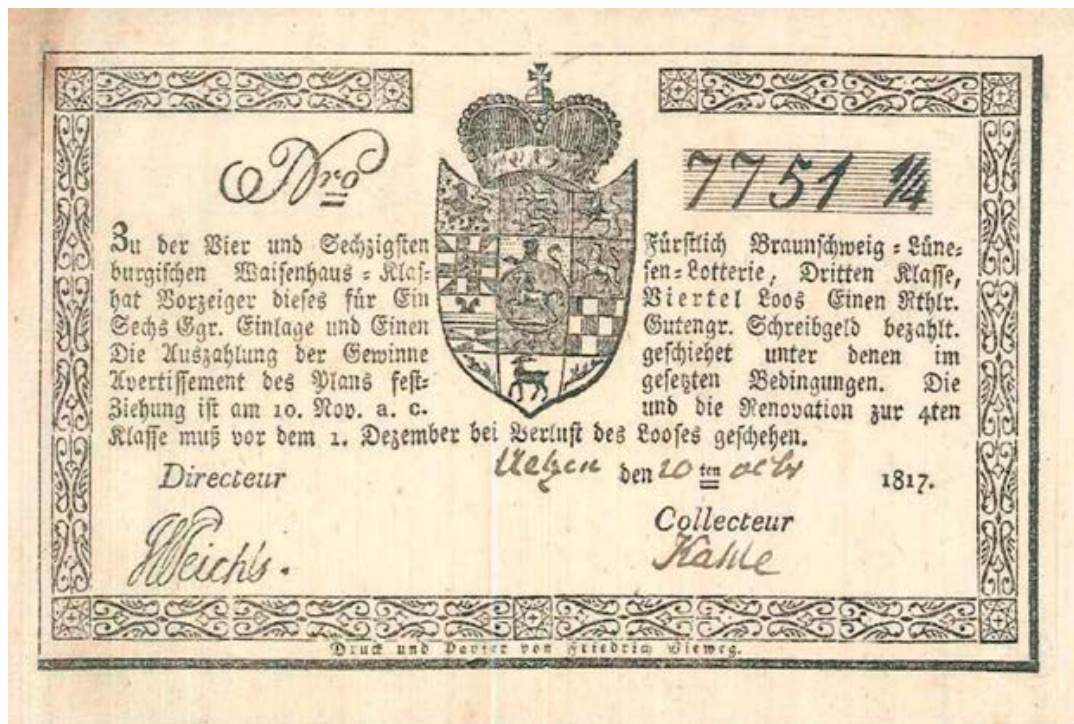 Nro 7751 1/4
Zu der Vier und Sechzigsten Fürstlich Braunschweig-Lüne-
burgischen Waisenhaus-Klas-sen-Lotterie, Dritten Klasse,
hat Vorzeiger dieses für Ein Viertel Loos Einen Rthlr.
Sechs Ggr. Einlage und Einen Gutengr. Schreibgeld bezahlt.
Die Auszahlung der Gewinne geschiehet unter denen im
Avertissement des Plans fest-gesetzten Bedingungen. Die
Ziehung ist am 10. Nov. a. c. und die Renovation zur 4ten
Klasse muß vor dem 1. Dezember bei Verlust des Looses geschehen.
Directeur Uelzen den 20 ten octbr 1817.
Collecteur
Weichs. Kahle
Druck und Papier von Friedrich Vieweg.